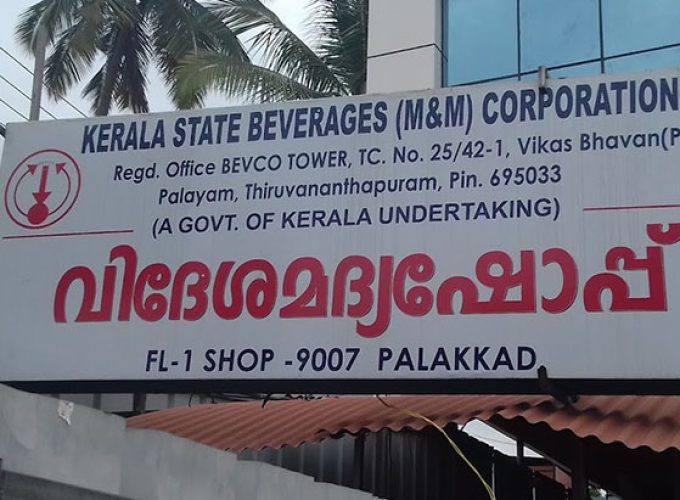 KERALA STATE BEVERAGES (M&M) CORPORATION
Regd. Office BEVCO TOWER, TC. No. 25/42-1, Vikas Bhavan(P
Palayam, Thiruvananthapuram, Pin. 695033
(A GOVT. OF KERALA UNDERTAKING)
വിദേശമദ്യഷോപ്പ്
FL-1 SHOP -9007 PALAKKAD